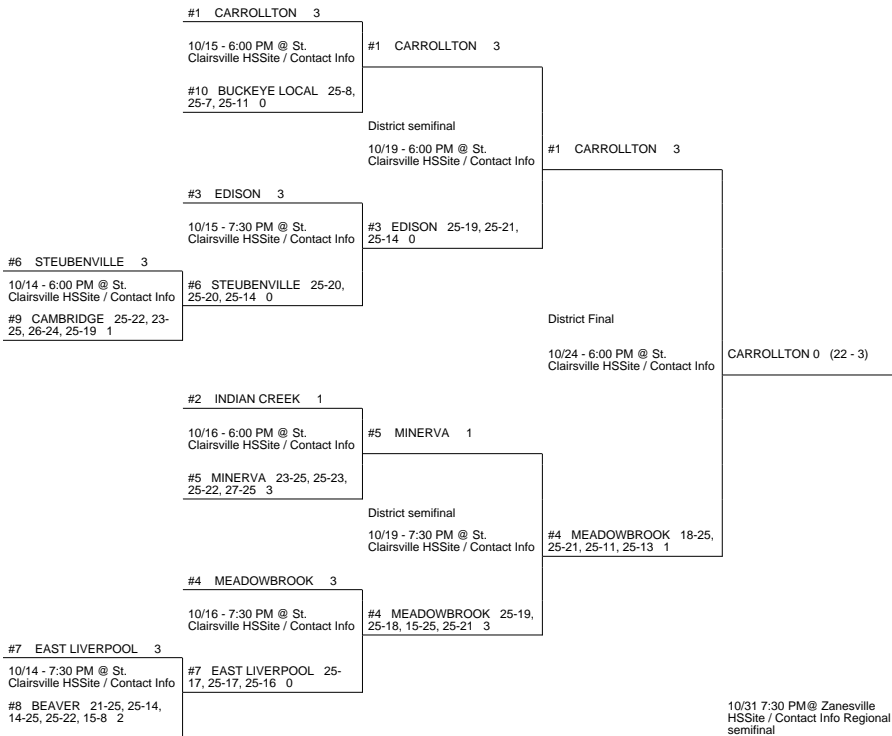 #1 CARROLLTON 3
10/15 - 6:00 PM @ St.
Clairsville HSSite / Contact Info
#10 BUCKEYE LOCAL 25-8,
25-7, 25-11 0
#1 CARROLLTON 3
District semifinal
10/19 - 6:00 PM @ St.
Clairsville HSSite / Contact Info
#1 CARROLLTON 3
#3 EDISON 3
10/15 - 7:30 PM @ St.
Clairsville HSSite / Contact Info
#3 EDISON 25-19, 25-21,
25-14 0
#6 STEUBENVILLE 3
10/14 - 6:00 PM @ St.
Clairsville HSSite / Contact Info
#9 CAMBRIDGE 25-22, 23-
25, 26-24, 25-19 1
#6 STEUBENVILLE 25-20,
25-20, 25-14 0
District Final
10/24 - 6:00 PM @ St.
Clairsville HSSite / Contact Info
CARROLLTON 0 (22 - 3)
#2 INDIAN CREEK 1
10/16 - 6:00 PM @ St.
Clairsville HSSite / Contact Info
#5 MINERVA 23-25, 25-23,
25-22, 27-25 3
#5 MINERVA 1
District semifinal
10/19 - 7:30 PM @ St.
Clairsville HSSite / Contact Info
#4 MEADOWBROOK 18-25,
25-21, 25-11, 25-13 1
#4 MEADOWBROOK 3
10/16 - 7:30 PM @ St.
Clairsville HSSite / Contact Info
#4 MEADOWBROOK 25-19,
25-18, 15-25, 25-21 3
#7 EAST LIVERPOOL 3
10/14 - 7:30 PM @ St.
Clairsville HSSite / Contact Info
#8 BEAVER 21-25, 25-14,
14-25, 25-22, 15-8 2
#7 EAST LIVERPOOL 25-
17, 25-17, 25-16 0
10/31 7:30 PM@ Zanesville
HSSite / Contact Info Regional
semifinal